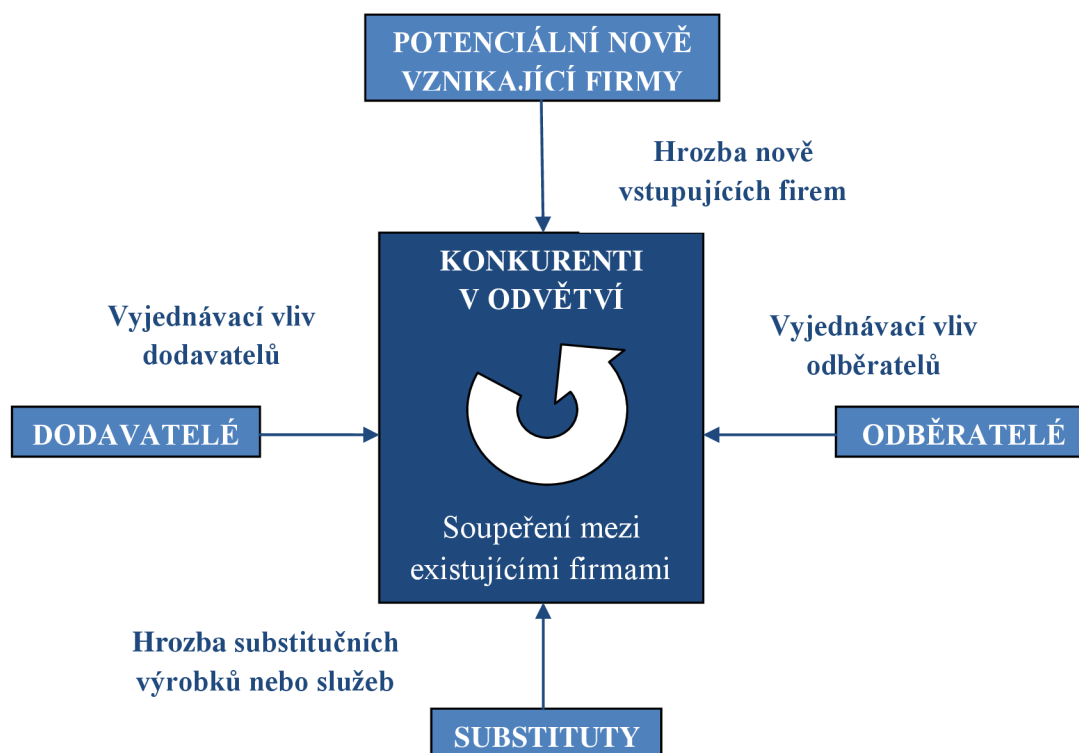 POTENCIÁLNÍ NOVĚ
VZNIKAJÍCÍ FIRMY
Hrozba nově
vstupujících firem
KONKURENTI
V ODVĚTVÍ
Vyjednávací vliv
dodavatelů
Vyjednávací vliv
odběratelů
DODAVATELÉ
ODBĚRATELÉ
Soupeření mezi
existujícími firmami
Hrozba substitučních
výrobků nebo služeb
SUBSTITUTY